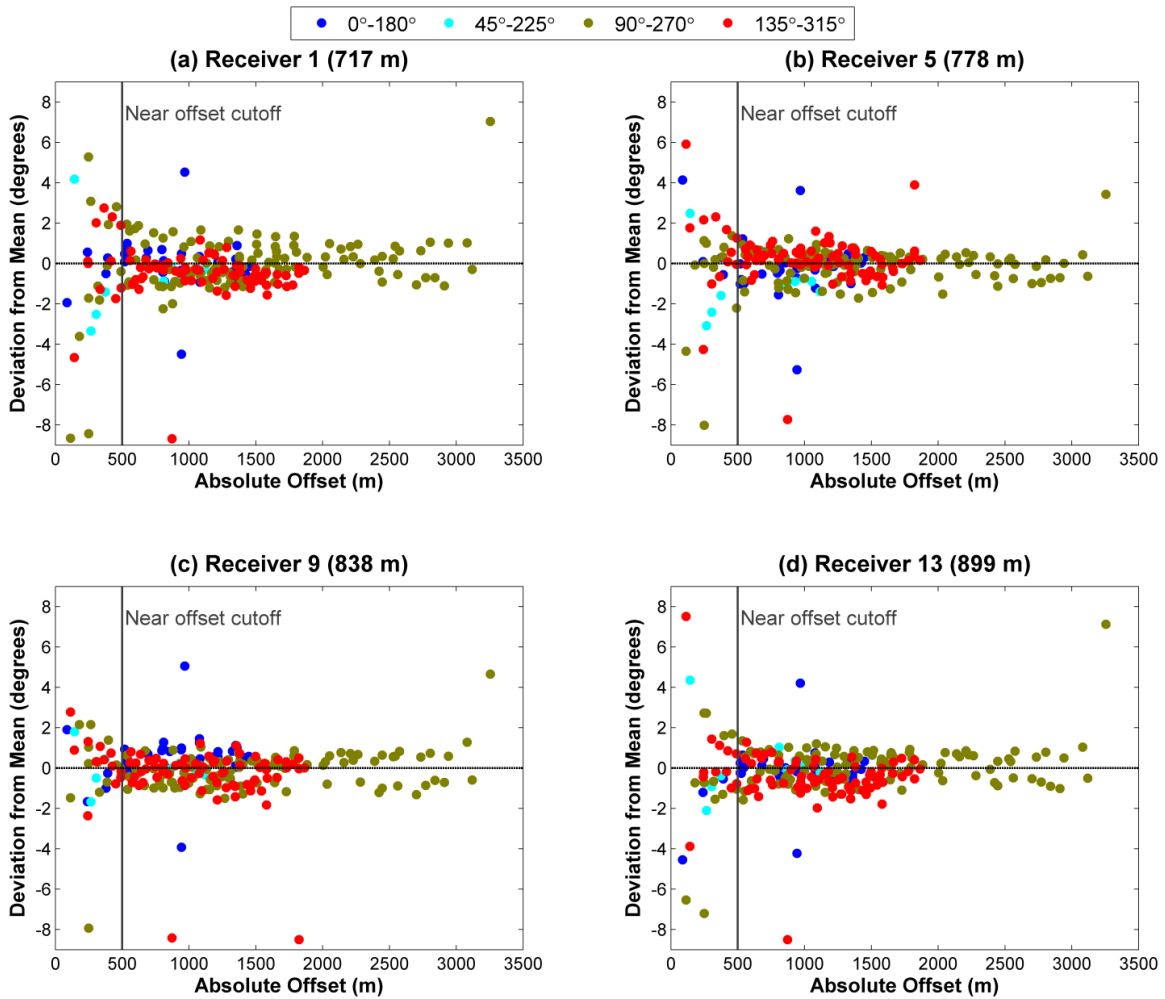 0°-180° 45°-225° 90°-270° 135°-315°
(a) Receiver 1 (717 m)
Near offset cutoff
Deviation from Mean (degrees)
8
6
4
2
0
-2
-4
-6
-8
0 500 1000 1500 2000 2500 3000 3500
Absolute Offset (m)
(b) Receiver 5 (778 m)
Near offset cutoff
Deviation from Mean (degrees)
8
6
4
2
0
-2
-4
-6
-8
0 500 1000 1500 2000 2500 3000 3500
Absolute Offset (m)
(c) Receiver 9 (838 m)
Near offset cutoff
Deviation from Mean (degrees)
8
6
4
2
0
-2
-4
-6
-8
0 500 1000 1500 2000 2500 3000 3500
Absolute Offset (m)
(d) Receiver 13 (899 m)
Near offset cutoff
Deviation from Mean (degrees)
8
6
4
2
0
-2
-4
-6
-8
0 500 1000 1500 2000 2500 3000 3500
Absolute Offset (m)